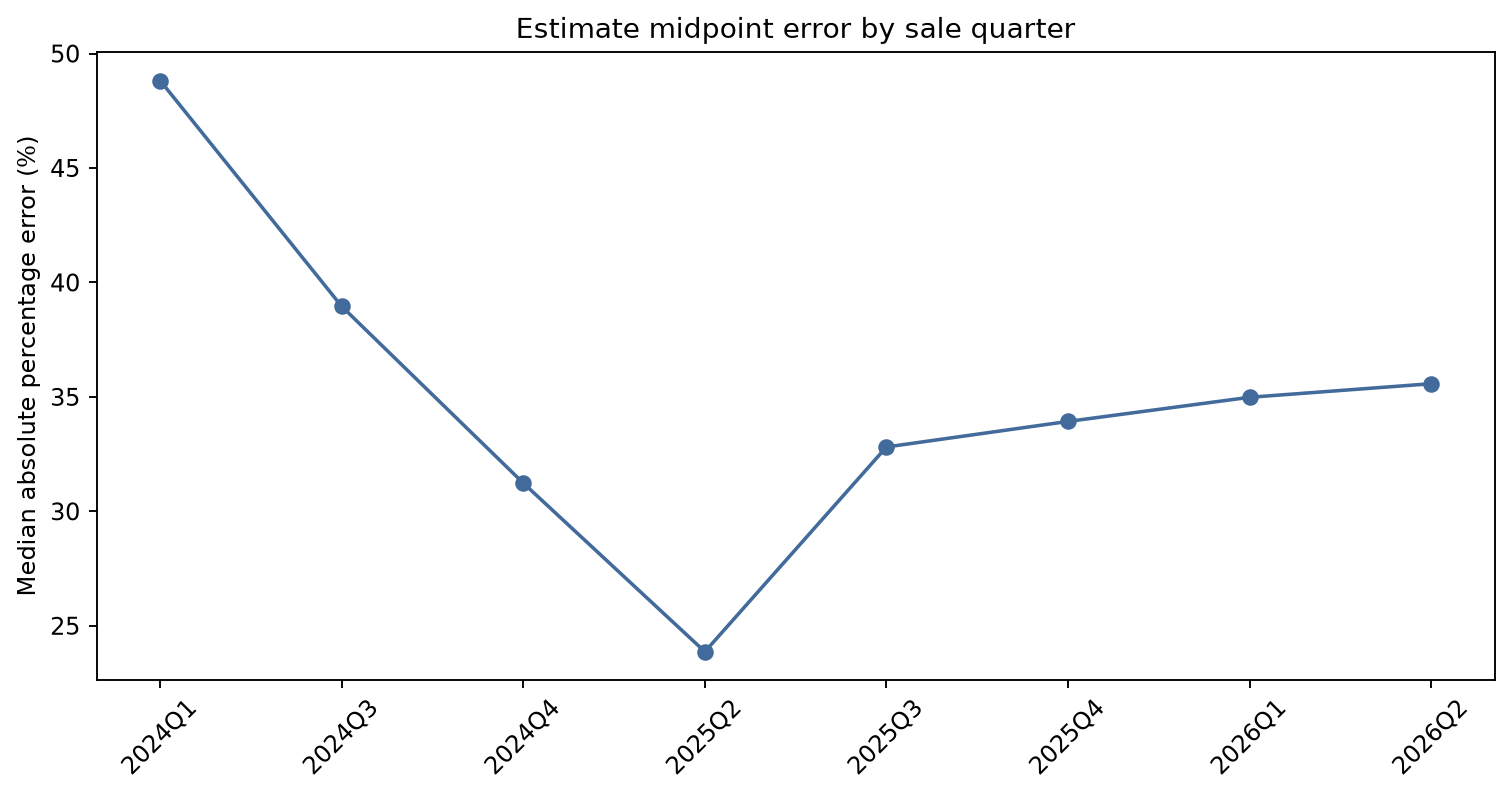 Estimate midpoint error by sale quarter
Median absolute percentage error (%)
50
45
40
35
30
25
2024Q1
2024Q3
2024Q4
2025Q2
2025Q3
2025Q4
2026Q1
2026Q2